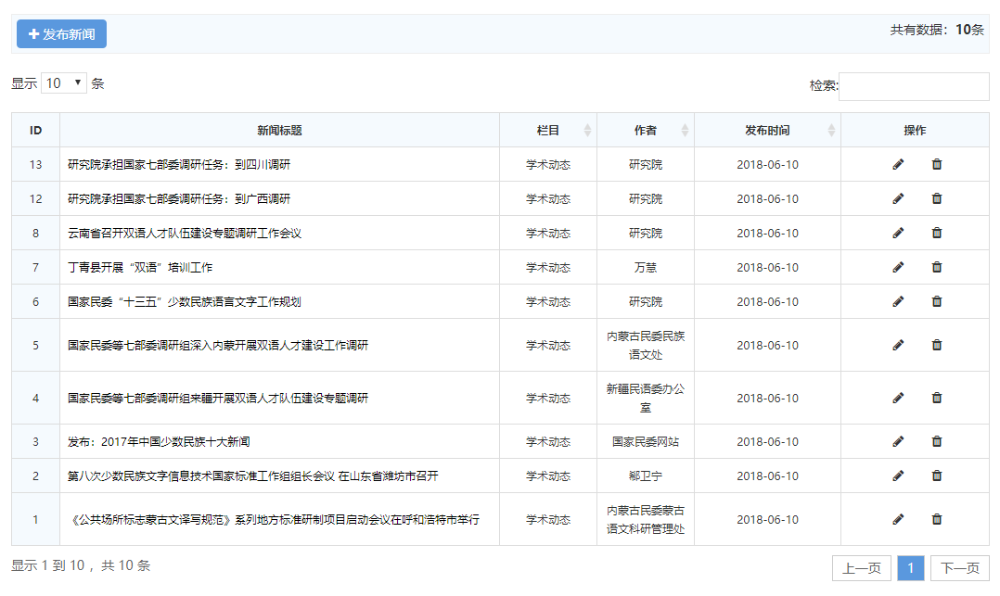 发布新闻 共有数据：10条
显示 10 条 检索:
ID 新闻标题 栏目 作者 发布时间 操作
13 研究院承担国家七部委调研任务：到四川调研 学术动态 研究院 2018-06-10
12 研究院承担国家七部委调研任务：到广西调研 学术动态 研究院 2018-06-10
8 云南省召开双语人才队伍建设专题调研工作会议 学术动态 研究院 2018-06-10
7 丁青县开展“双语”培训工作 学术动态 万慧 2018-06-10
6 国家民委“十三五”少数民族语言文字工作规划 学术动态 研究院 2018-06-10
5 国家民委等七部委调研组深入内蒙开展双语人才建设工作调研 学术动态 内蒙古民委民族
语文处 2018-06-10
4 国家民委等七部委调研组来疆开展双语人才队伍建设专题调研 学术动态 新疆民语委办公
室 2018-06-10
3 发布：2017年中国少数民族十大新闻 学术动态 国家民委网站 2018-06-10
2 第八次少数民族文字信息技术国家标准工作组组长会议 在山东省潍坊市召开 学术动态 郗卫宁 2018-06-10
1 《公共场所标志蒙古文译写规范》系列地方标准研制项目启动会议在呼和浩特市举行 学术动态 内蒙古民委蒙古
语文科研管理处 2018-06-10
显示 1 到 10 ，共 10 条 上一页 1 下一页